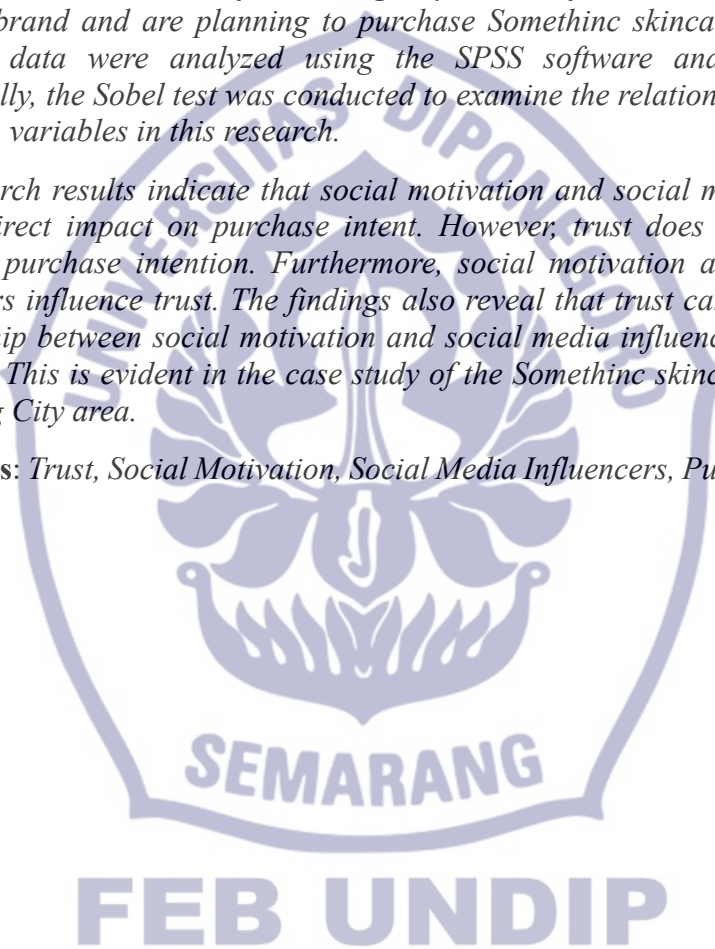 brand and are planning to purchase Somethinc skinca
data were analyzed using the SPSS software and
lly, the Sobel test was conducted to examine the relation
variables in this research.
rch results indicate that social motivation and social m
irect impact on purchase intent. However, trust does
purchase intention. Furthermore, social motivation a
rs influence trust. The findings also reveal that trust ca
ip between social motivation and social media influenc
This is evident in the case study of the Somethinc skinc
g City area.
s: Trust, Social Motivation, Social Media Influencers, Pu
UNIVERSITAS DIPONEGORO
SEMARANG
FEB UNDIP